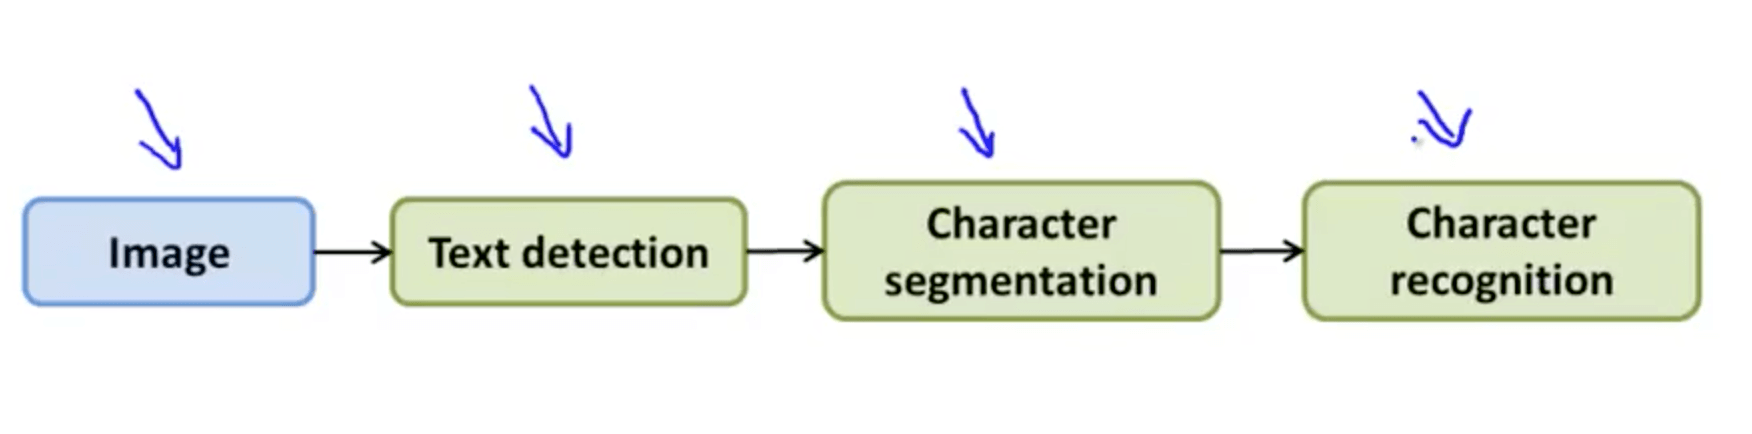 Image
Text detection
Character
segmentation
Character
recognition